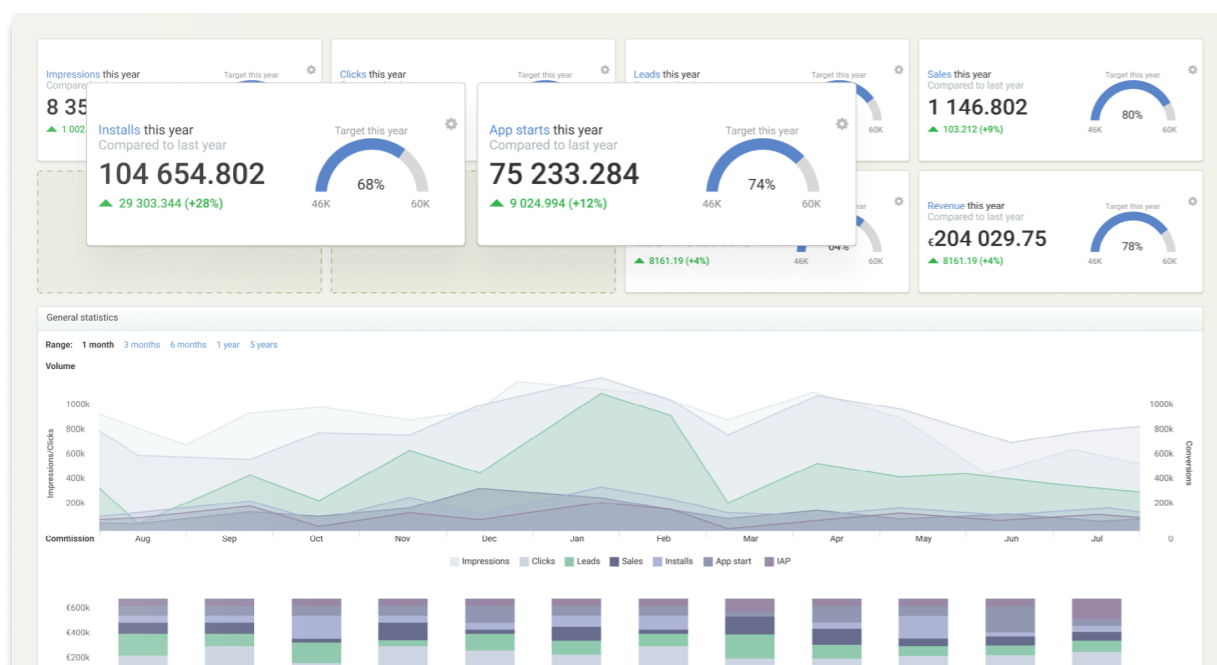 Impressions this year
Target this year
8 35
1 002
Clicks this year
Target this year
Leads this year
Target this year
60K
Sales this year
Compared to last year
1 146.802
103.212 (+9%)
Target this year
80%
46K
60K
Installs this year
Compared to last year
104 654.802
29 303.344 (+28%)
Target this year
68%
46K
60K
App starts this year
Compared to last year
75 233.284
9 024.994 (+12%)
Target this year
74%
46K
60K
8161.19 (+4%)
64%
46K
60K
Revenue this year
Compared to last year
€204 029.75
8161.19 (+4%)
Target this year
78%
46K
60K
General statistics
Range: 1 month 3 months 6 months 1 year 5 years
Volume
1000k
800k
600k
400k
200k
Impressions/Clicks
1000k
800k
600k
400k
200k
0
Conversions
Commission
Aug Sep Oct Nov Dec Jan Feb Mar Apr May Jun Jul
Impressions Clicks Leads Sales Installs App start IAP
€600k
€400k
€200k